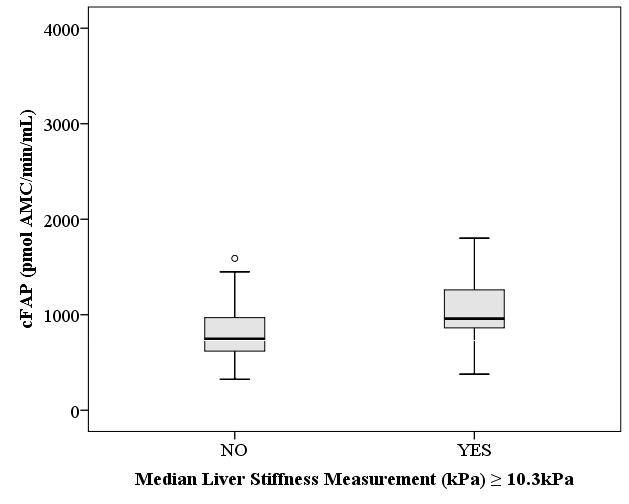 4000
3000
2000
1000
0
cFAP (pmol AMC/min/mL)
NO YES
Median Liver Stiffness Measurement (kPa) ≥ 10.3kPa